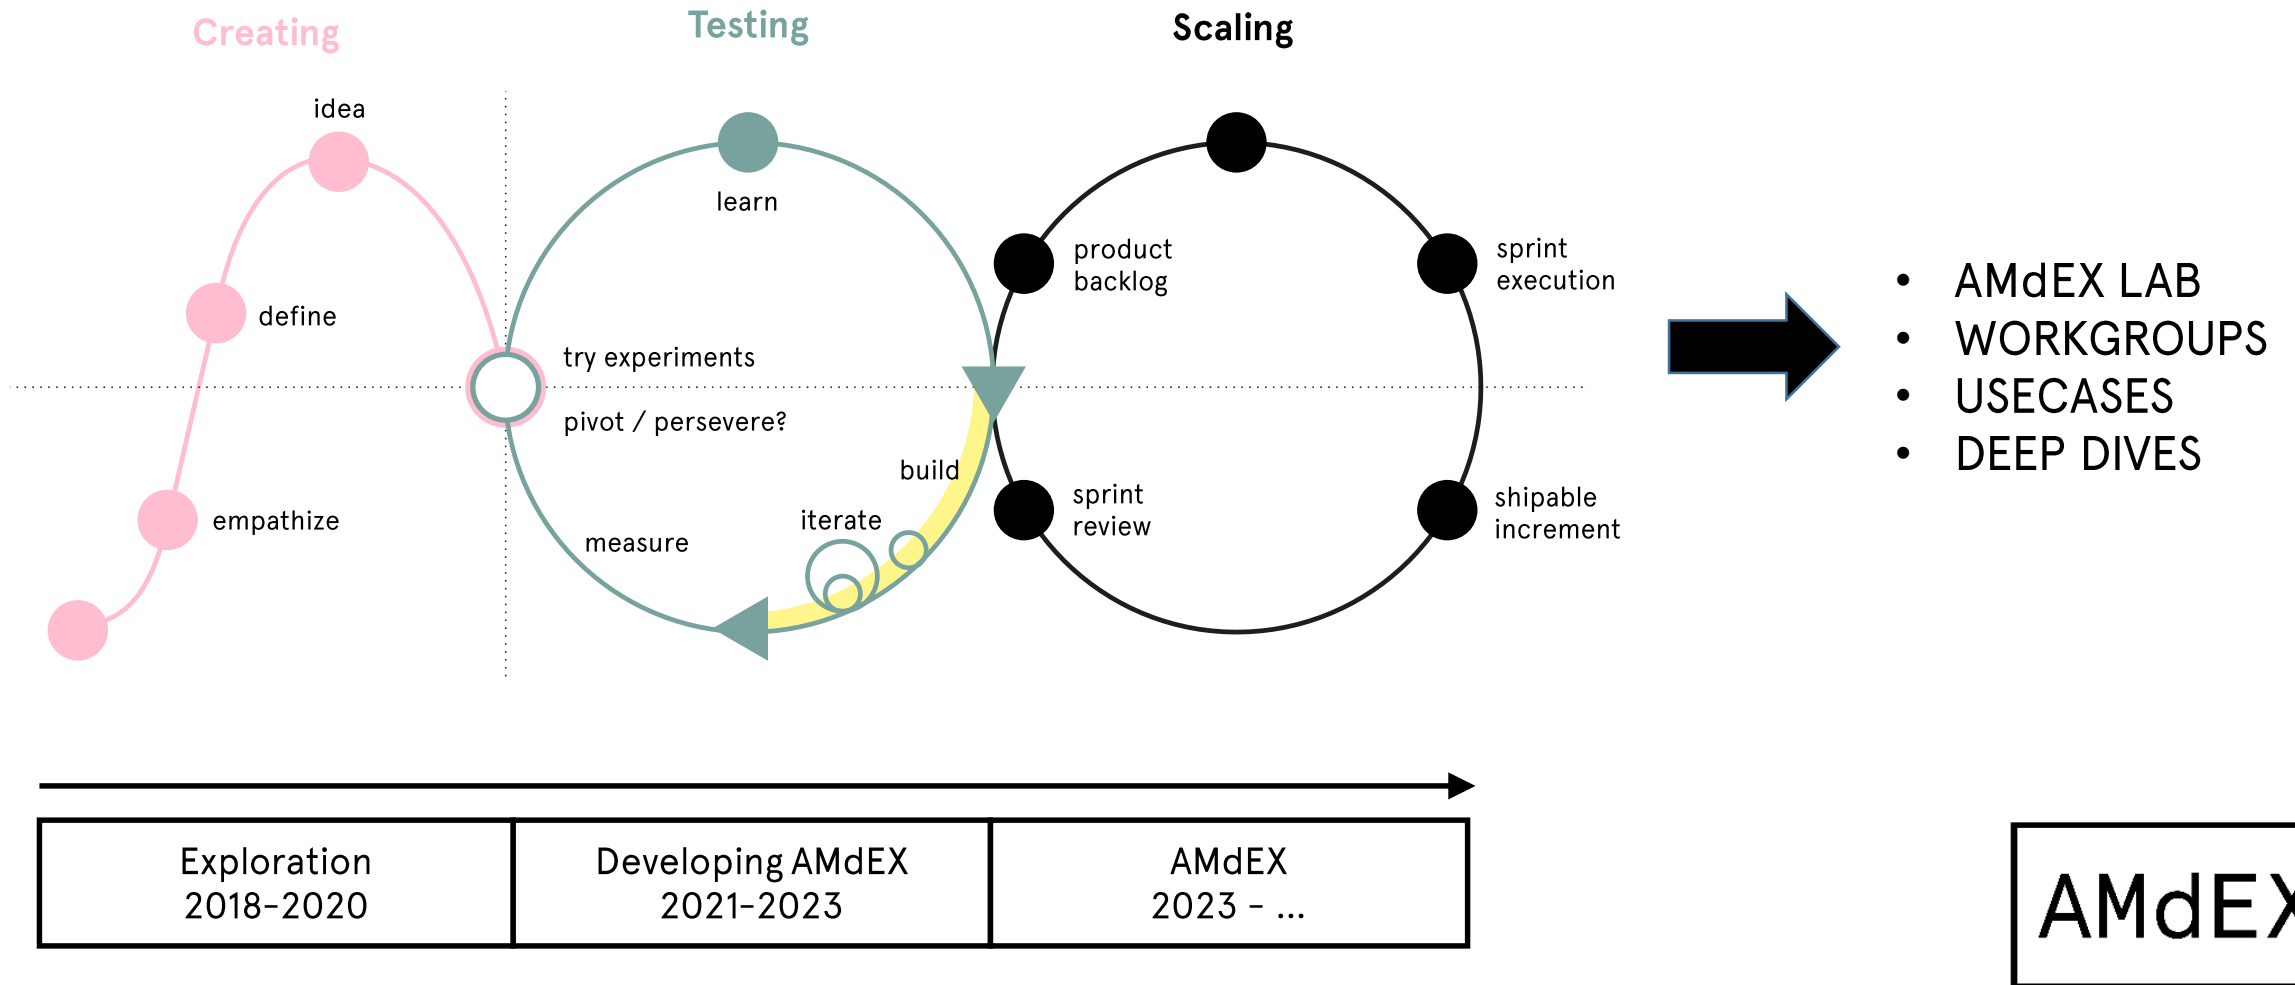 Creating
Testing
Scaling
idea
learn
define
product
backlog
sprint
execution
try experiments
pivot / persevere?
build
iterate
measure
empathize
sprint
review
shipable
increment
• AMdEX LAB
• WORKGROUPS
• USECASES
• DEEP DIVES
Exploration
2018-2020
Developing AMdEX
2021-2023
AMdEX
2023 - ...
AMdEX